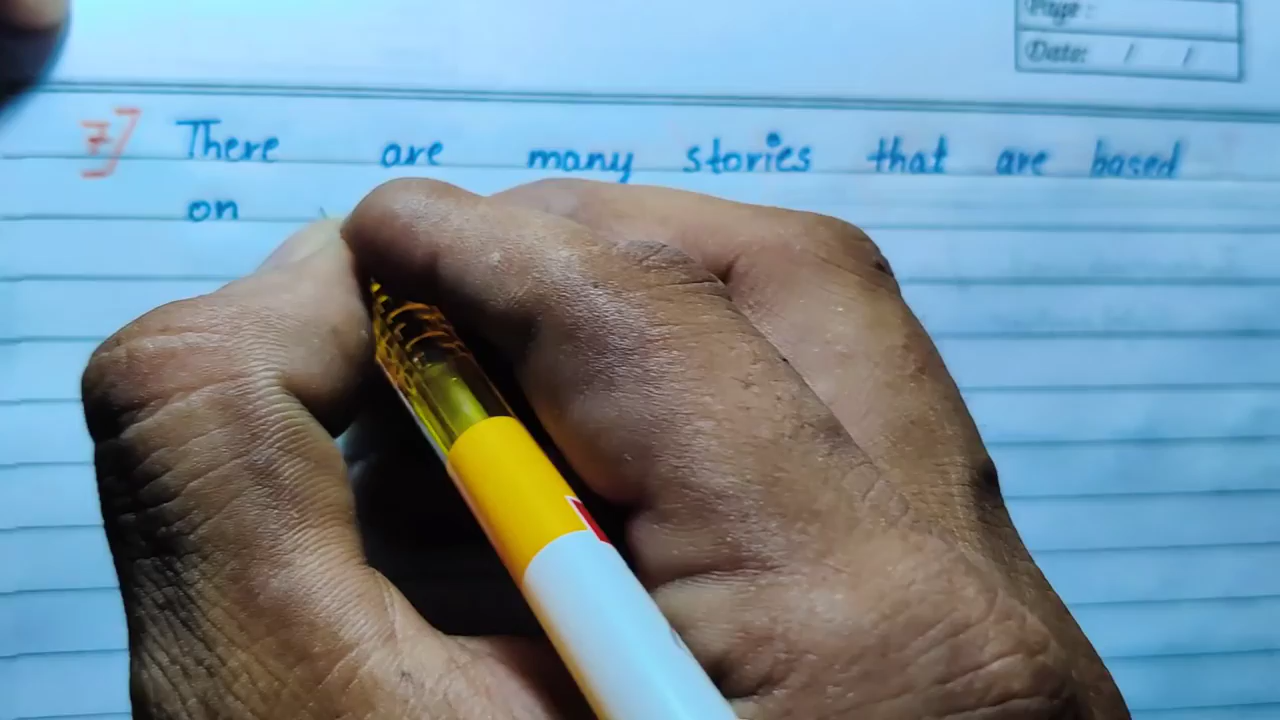 Page:
Date: / /
7] There are many stories that are based
on